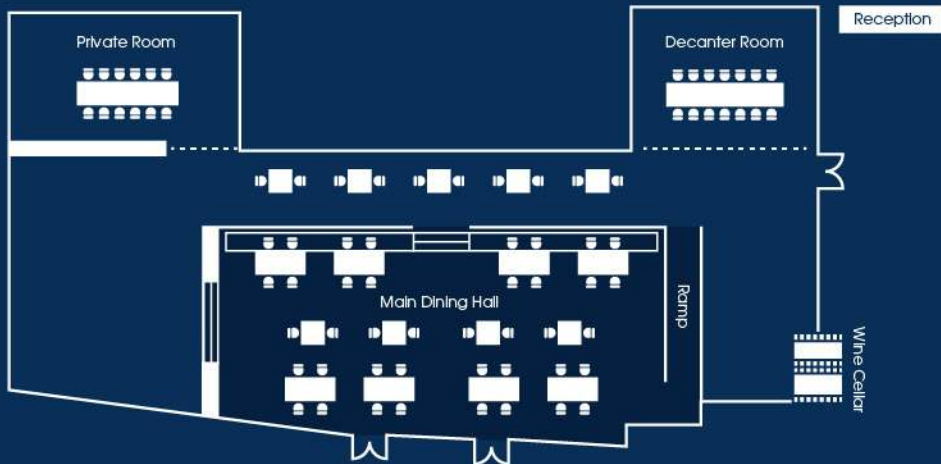 Private Room
Decanter Room
Reception
Main Dining Hall
Ramp
Wine Cellar